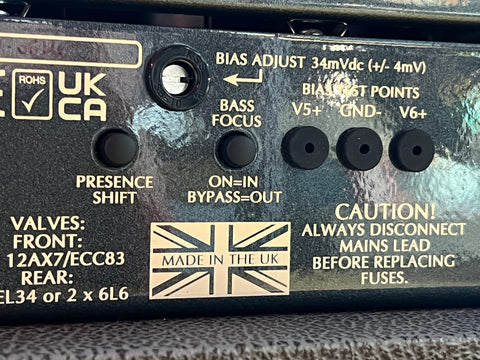 BIAS ADJUST 34mVdc (+/- 4mV)
ROHS
UK
CA
BASS
FOCUS
BIAS TEST POINTS
V5+ GND- V6+
PRESENCE
SHIFT
ON=IN
BYPASS=OUT
VALVES:
FRONT:
12AX7/ECC83
REAR:
EL34 or 2 x 6L6
MADE IN THE UK
CAUTION!
ALWAYS DISCONNECT
MAINS LEAD
BEFORE REPLACING
FUSES.